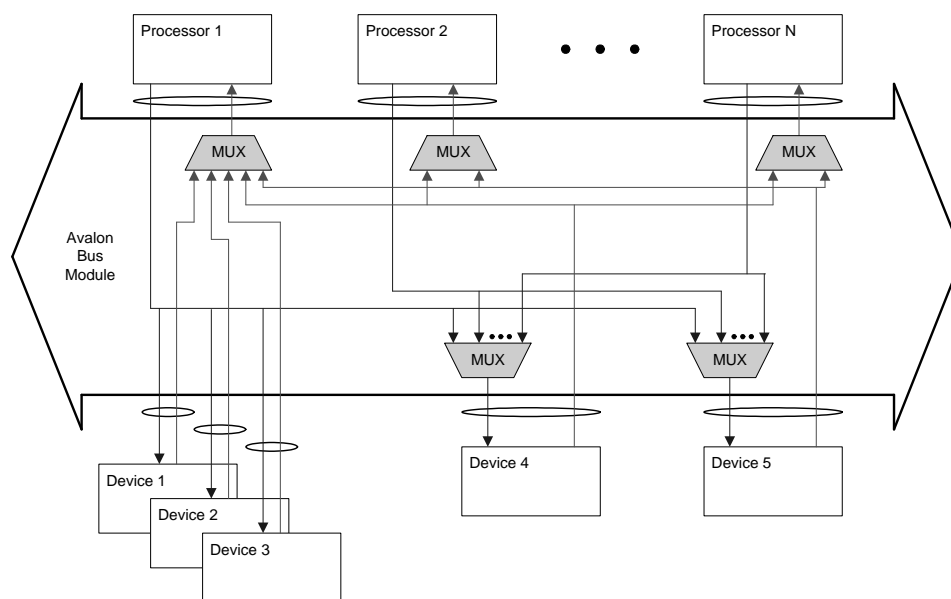 Processor 1
Processor 2
Processor N
MUX
MUX
MUX
Avalon
Bus
Module
MUX
MUX
Device 1
Device 2
Device 3
Device 4
Device 5